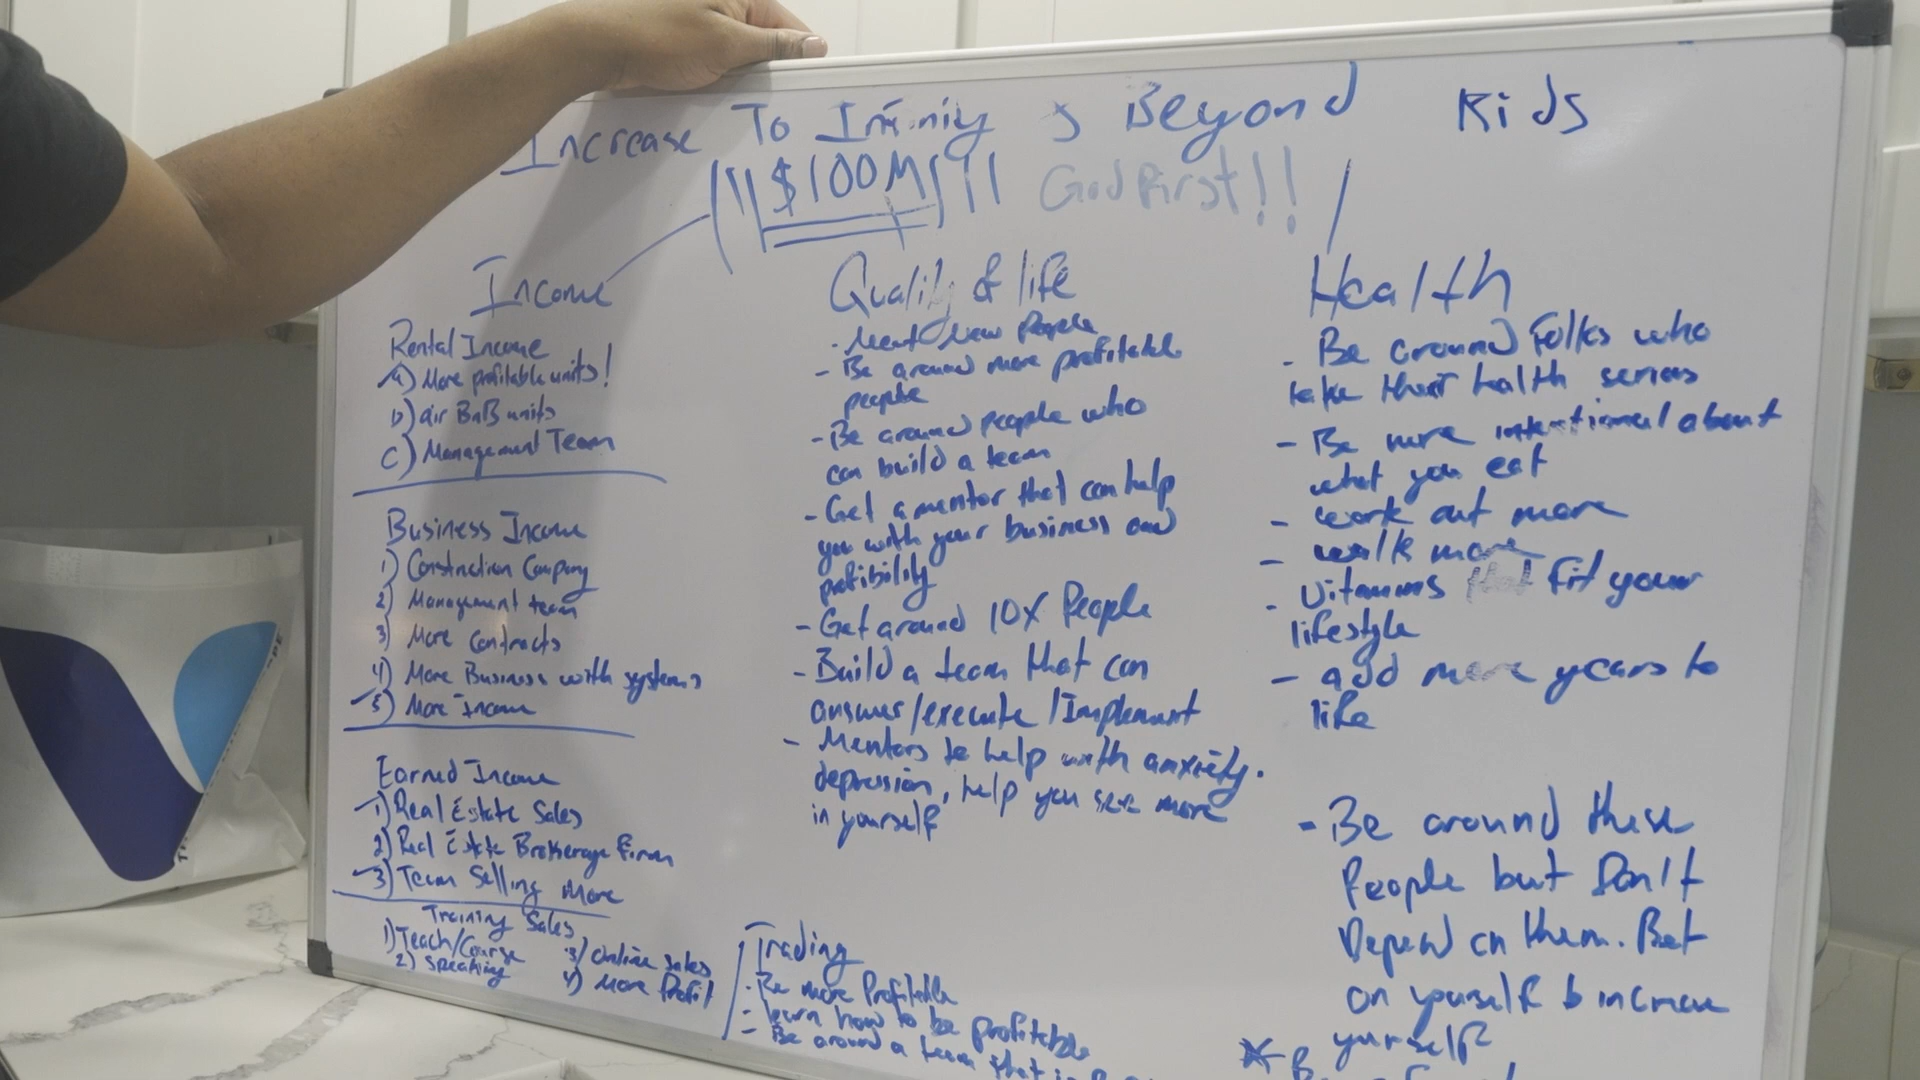 Increase To Infinity & Beyond
Kids
$100M
God First!!
Income
Rental Income
a) More profitable units!
b) air BnB units
c) Management Team
Business Income
1) Construction Company
2) Management team
3) More Contracts
4) More Business with systems
5) More Income
Earned Income
1) Real Estate Sales
2) Real Estate Brokerage Firm
3) Team Selling More
Training Sales
1) Teach/Course
2) Speaking
3) online sales
4) More Profit
Quality of life
New People
- Be around more profitable
people
- Be around people who
can build a team
- Get a mentor that can help
you with your business and
- Get around 10X People
- Build a team that can
answer/execute/Implement
- Mentors to help with anxiety.
depression, help you see more
in yourself
Trading
- Be more Profitable
- learn how to be profitable
- Be around a team that
Health
- Be around Folks who
take their health serious
- Be more intentional about
what you eat
- work out more
- walk more
- Vitamins that Fit your
lifestyle
- add more years to
life
- Be around these
People but Don't
Depend on them. Bet
on yourself & increase
yourself